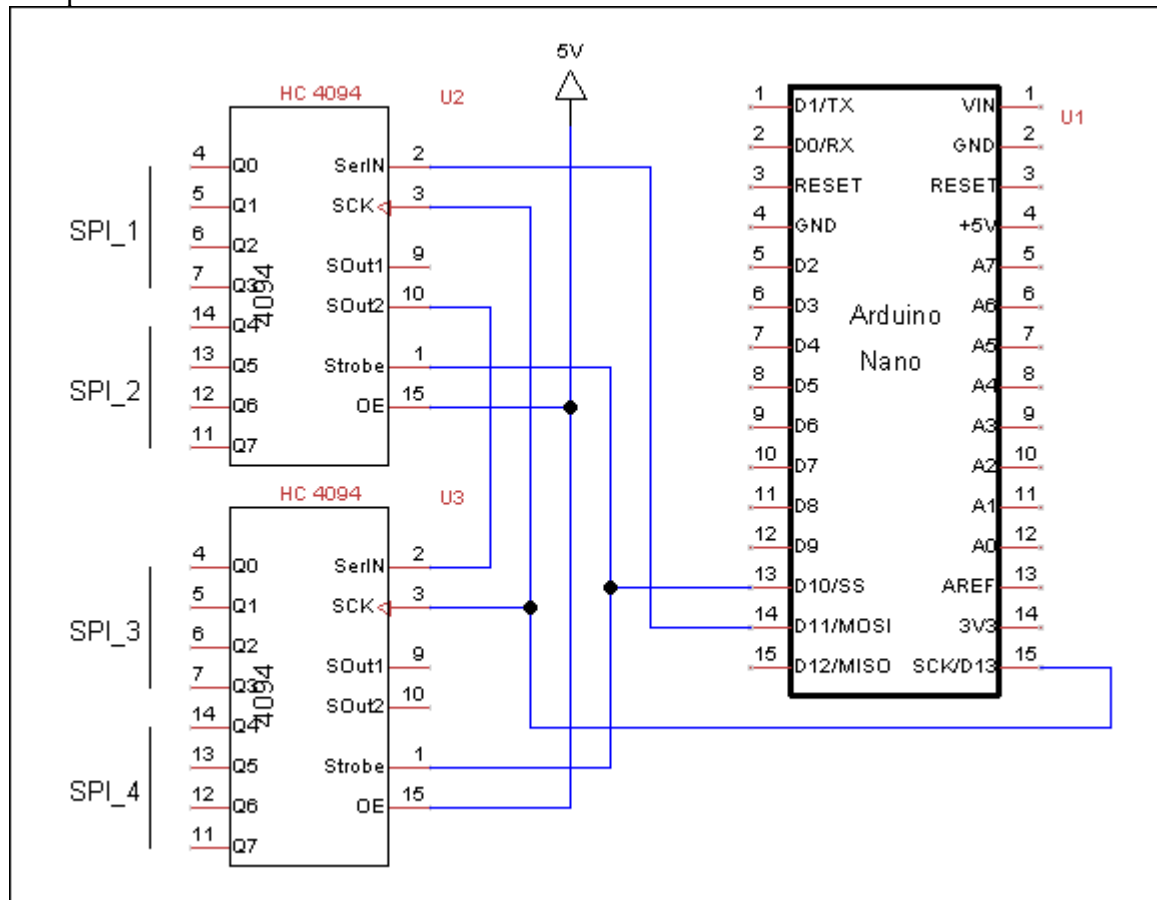 5V
HC 4094
U2
4 Q0 SerIN 2
5 Q1 SCK 3
6 Q2
SOut1 9
7 Q3
SOut2 10
14 Q4
13 Q5 Strobe 1
12 Q6 OE 15
11 Q7
4094
SPI_1
SPI_2
HC 4094
U3
4 Q0 SerIN 2
5 Q1 SCK 3
6 Q2
SOut1 9
7 Q3
SOut2 10
14 Q4
13 Q5 Strobe 1
12 Q6 OE 15
11 Q7
4094
SPI_3
SPI_4
U1
1 D1/TX VIN 1
2 D0/RX GND 2
3 RESET RESET 3
4 GND +5V 4
5 D2 A7 5
6 D3 A6 6
7 D4 A5 7
8 D5 A4 8
9 D6 A3 9
10 D7 A2 10
11 D8 A1 11
12 D9 A0 12
13 D10/SS AREF 13
14 D11/MOSI 3V3 14
15 D12/MISO SCK/D13 15
Arduino
Nano